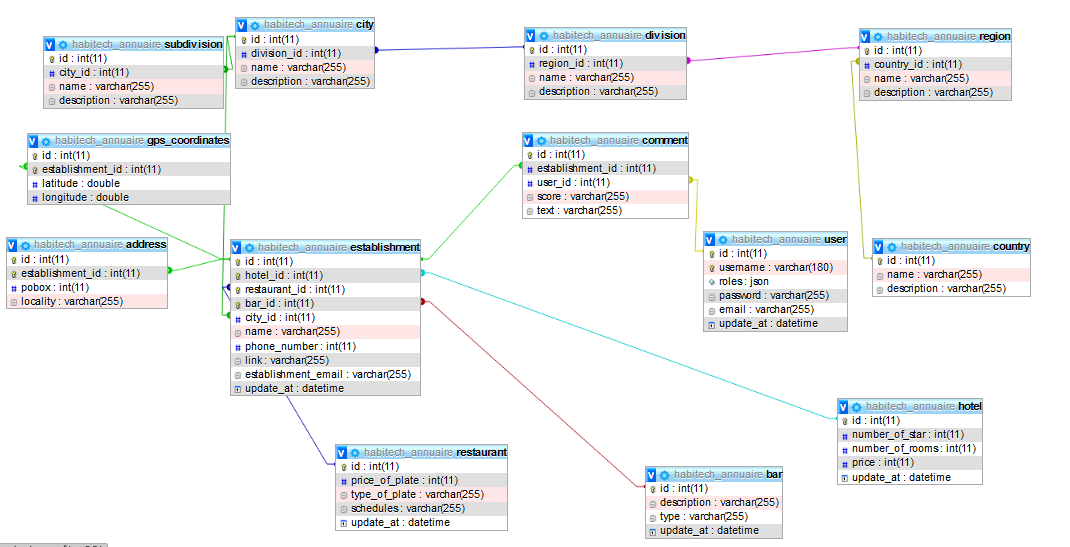 habitech_annuaire subdivision
id : int(11)
city_id : int(11)
name : varchar(255)
description : varchar(255)
habitech_annuaire city
id : int(11)
division_id : int(11)
name : varchar(255)
description : varchar(255)
habitech_annuaire division
id : int(11)
region_id : int(11)
name : varchar(255)
description : varchar(255)
habitech_annuaire region
id : int(11)
country_id : int(11)
name : varchar(255)
description : varchar(255)
habitech_annuaire gps_coordinates
id : int(11)
establishment_id : int(11)
latitude : double
longitude : double
habitech_annuaire comment
id : int(11)
establishment_id : int(11)
user_id : int(11)
score : varchar(255)
text : varchar(255)
habitech_annuaire address
id : int(11)
establishment_id : int(11)
pobox : int(11)
locality : varchar(255)
habitech_annuaire establishment
id : int(11)
hotel_id : int(11)
restaurant_id : int(11)
bar_id : int(11)
city_id : int(11)
name : varchar(255)
phone_number : int(11)
link : varchar(255)
establishment_email : varchar(255)
update_at : datetime
habitech_annuaire user
id : int(11)
username : varchar(180)
roles : json
password : varchar(255)
email : varchar(255)
update_at : datetime
habitech_annuaire country
id : int(11)
name : varchar(255)
description : varchar(255)
habitech_annuaire restaurant
id : int(11)
price_of_plate : int(11)
type_of_plate : varchar(255)
schedules : varchar(255)
update_at : datetime
habitech_annuaire bar
id : int(11)
description : varchar(255)
type : varchar(255)
update_at : datetime
habitech_annuaire hotel
id : int(11)
number_of_star : int(11)
number_of_rooms : int(11)
price : int(11)
update_at : datetime